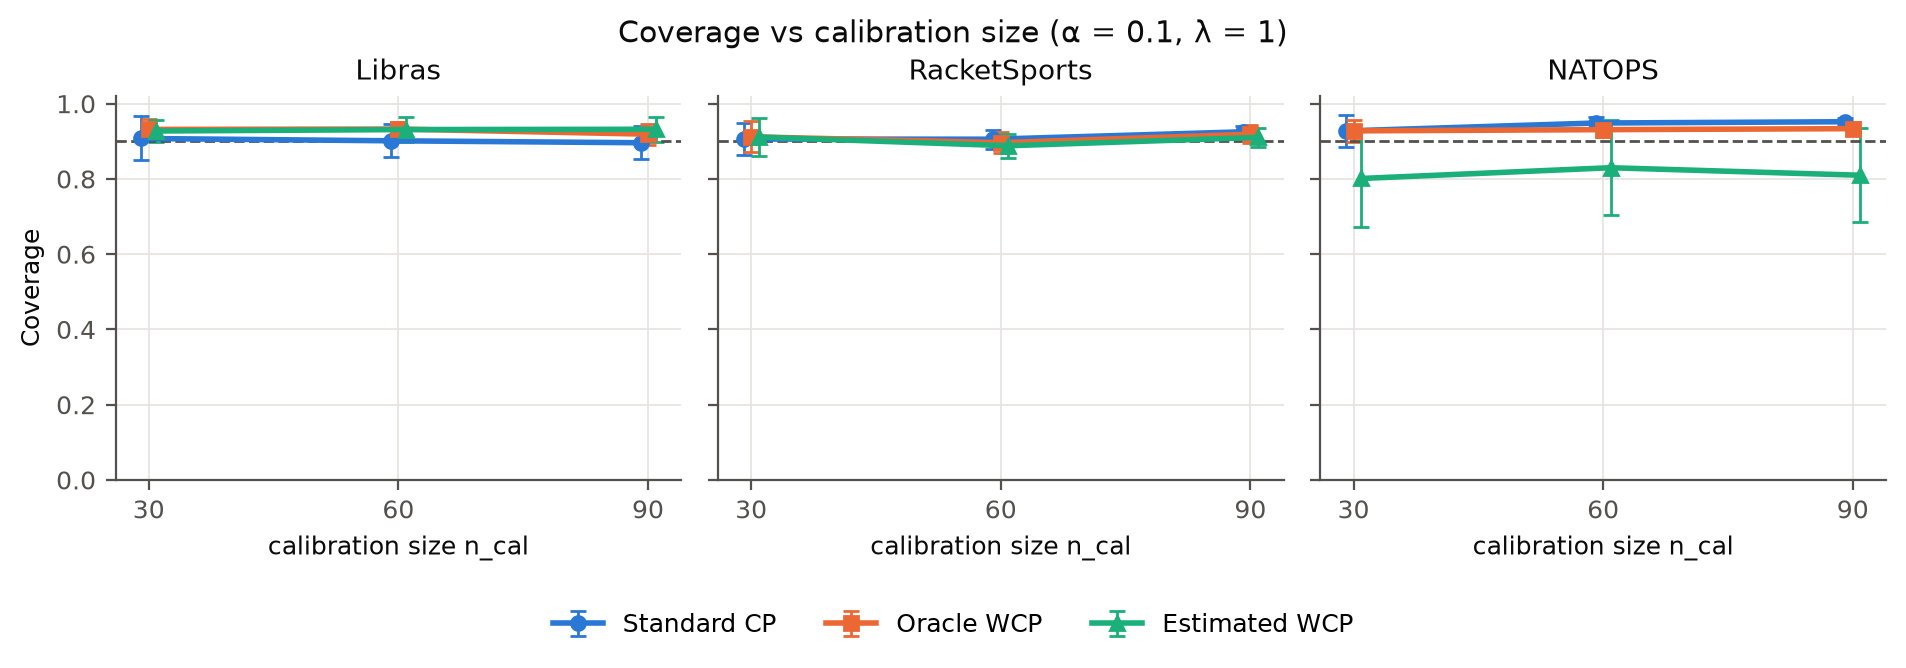 Coverage vs calibration size (α = 0.1, λ = 1)
Libras
RacketSports
NATOPS
Coverage
1.0
0.8
0.6
0.4
0.2
0.0
30 60 90
30 60 90
30 60 90
calibration size n_cal
calibration size n_cal
calibration size n_cal
Standard CP
Oracle WCP
Estimated WCP